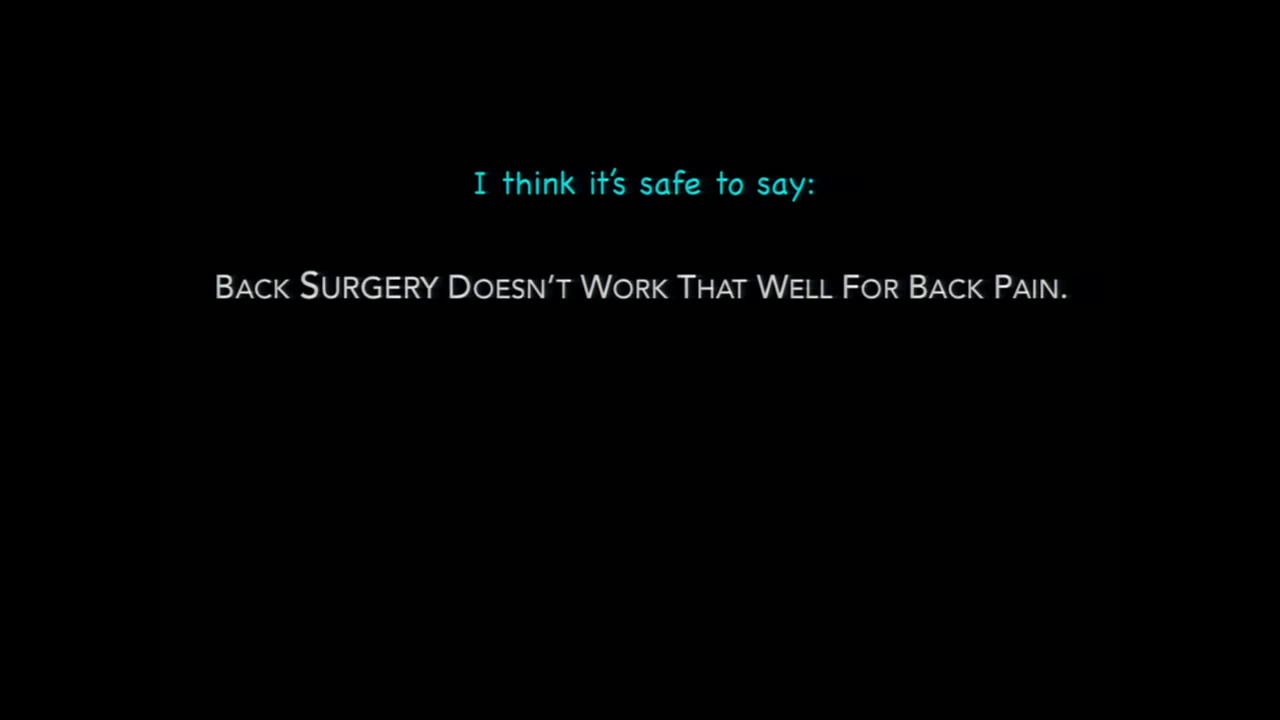 I think it's safe to say:
Back Surgery Doesn't Work That Well For Back Pain.